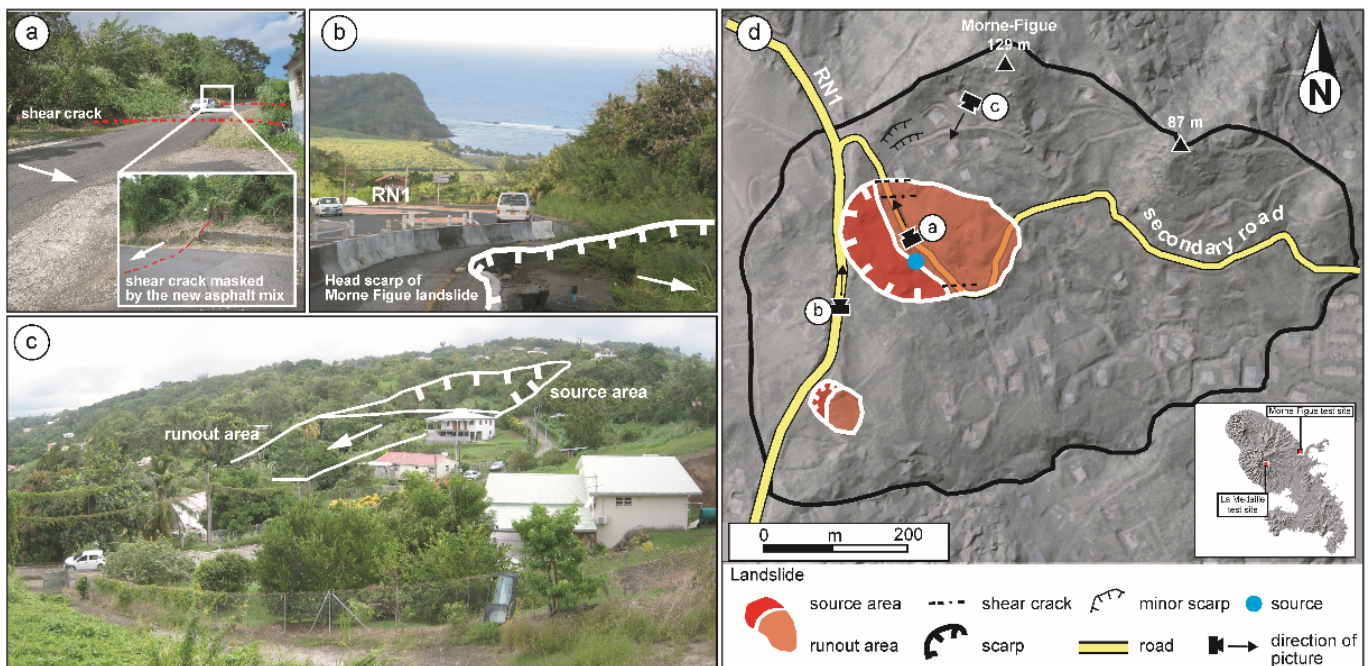 a
shear crack
shear crack masked
by the new asphalt mix
b
RN1
Head scarp of
Morne Figue landslide
c
source area
runout area
d
Morne-Figue
129 m
N
RN1
c
87 m
a
secondary road
b
Morne Figue test site
La Medaille
test site
0 m 200
Landslide
source area
shear crack
minor scarp
source
runout area
scarp
road
direction of
picture